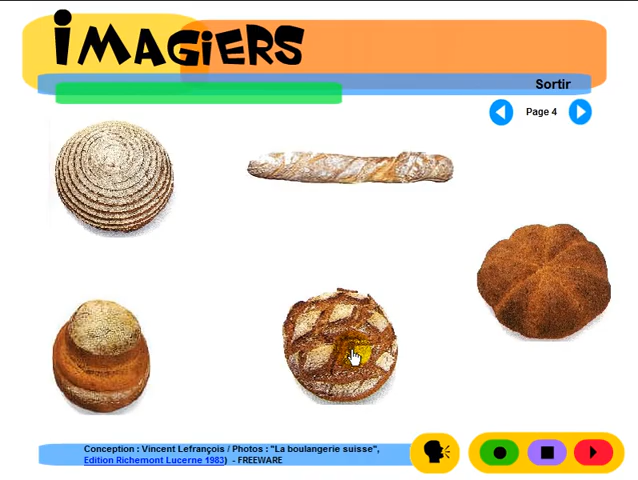 iMAGiERS
Sortir
Page 4
Conception : Vincent Lefrançois / Photos : "La boulangerie suisse",
Edition Richemont Lucerne 1983) - FREEWARE